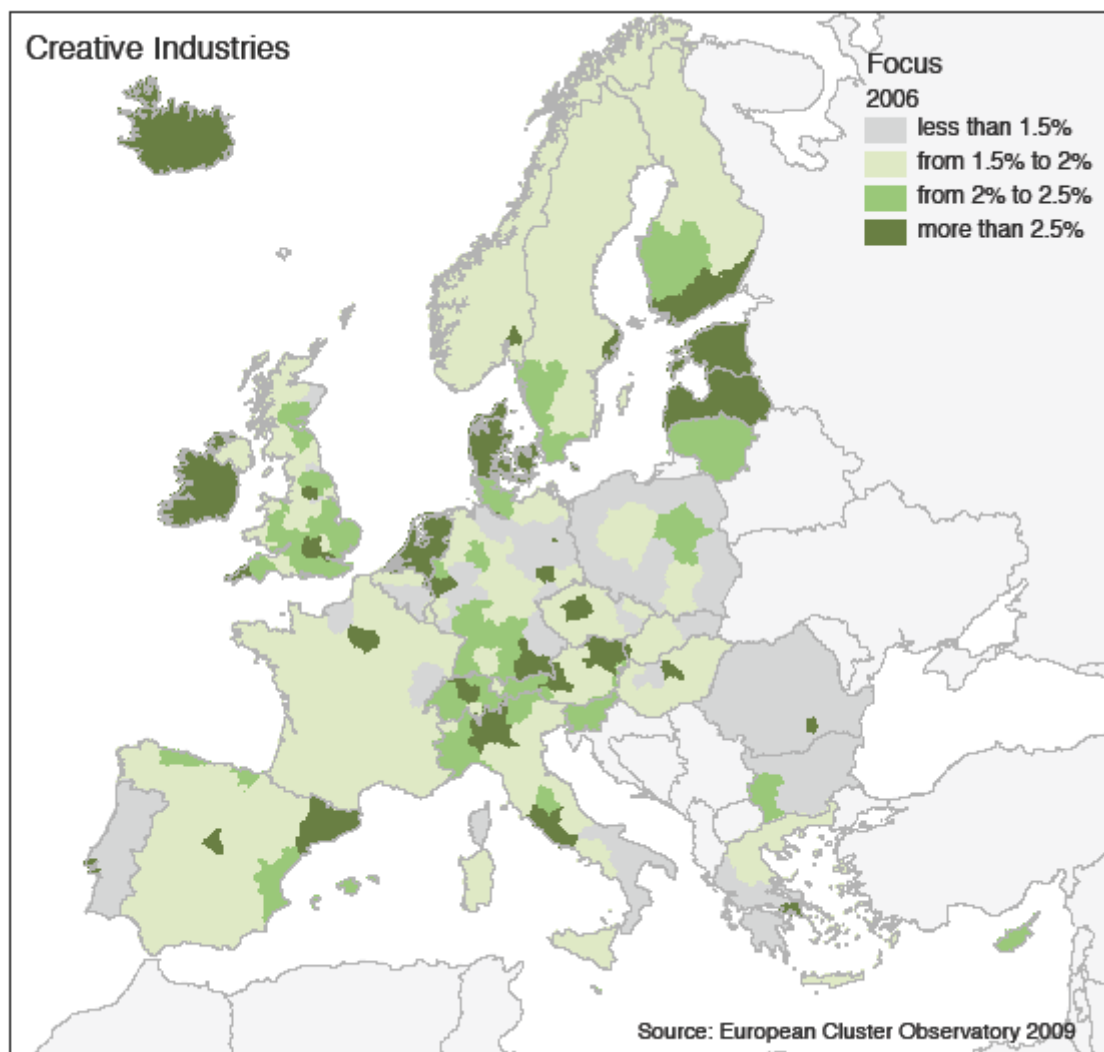 Creative Industries
Focus
2006
less than 1.5%
from 1.5% to 2%
from 2% to 2.5%
more than 2.5%
Source: European Cluster Observatory 2009